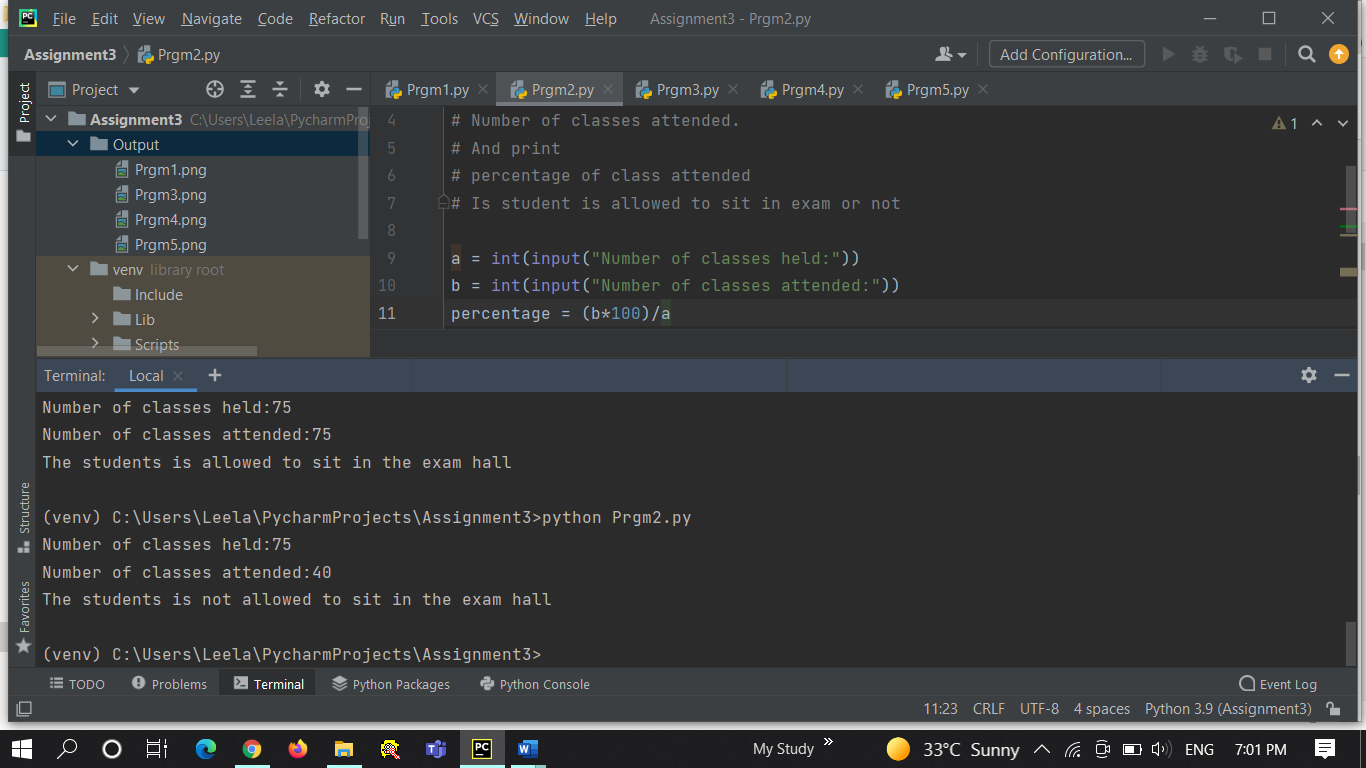 PC File Edit View Navigate Code Refactor Run Tools VCS Window Help Assignment3 - Prgm2.py
Assignment3 Prgm2.py Add Configuration...
Project Project Prgm1.py Prgm2.py Prgm3.py Prgm4.py Prgm5.py
Assignment3 C:\Users\Leela\PycharmProj
Output
Prgm1.png
Prgm3.png
Prgm4.png
Prgm5.png
venv library root
Include
Lib
Scripts
4 # Number of classes attended.
1
5 # And print
6 # percentage of class attended
7 # Is student is allowed to sit in exam or not
8
9 a = int(input("Number of classes held:"))
10 b = int(input("Number of classes attended:"))
11 percentage = (b*100)/a
Terminal: Local
Number of classes held:75
Number of classes attended:75
The students is allowed to sit in the exam hall
(venv) C:\Users\Leela\PycharmProjects\Assignment3>python Prgm2.py
Number of classes held:75
Number of classes attended:40
The students is not allowed to sit in the exam hall
(venv) C:\Users\Leela\PycharmProjects\Assignment3>
Structure
Favorites
TODO Problems Terminal Python Packages Python Console Event Log
11:23 CRLF UTF-8 4 spaces Python 3.9 (Assignment3)
PC W My Study 33°C Sunny ENG 7:01 PM